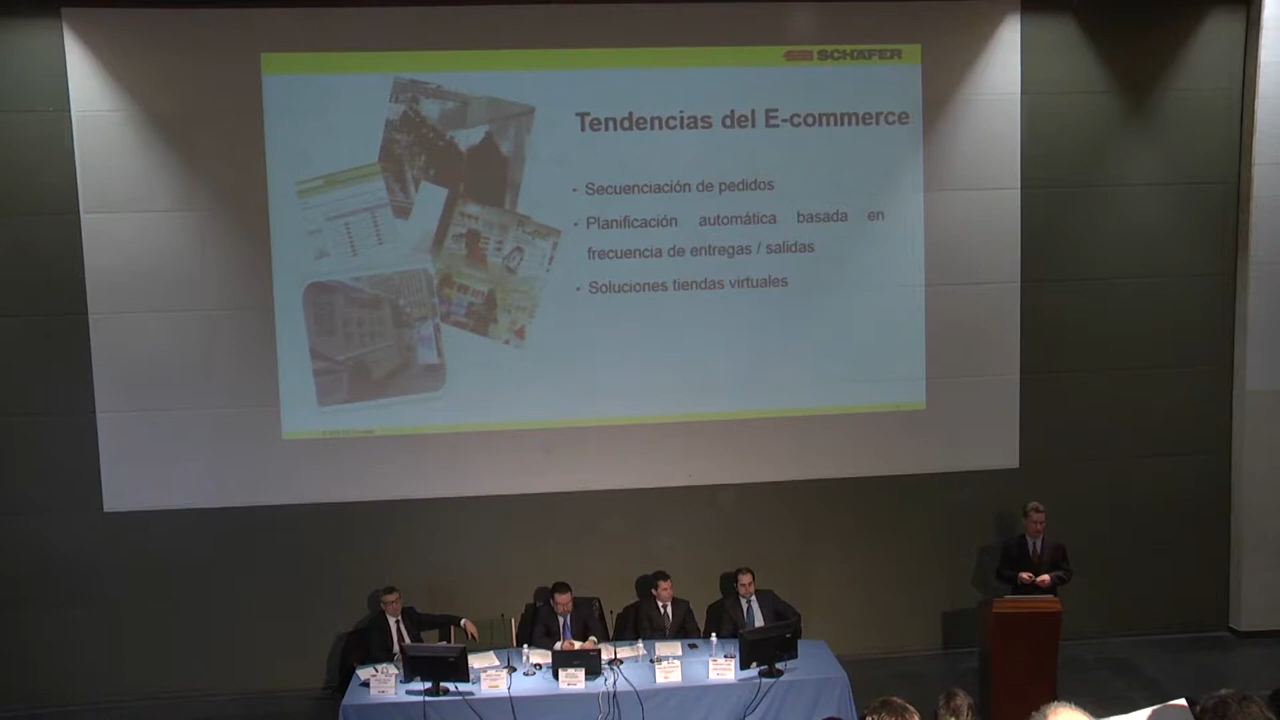 SCHÄFER
Tendencias del E-commerce
- Secuenciación de pedidos
- Planificación automática basada en
frecuencia de entregas / salidas
- Soluciones tiendas virtuales